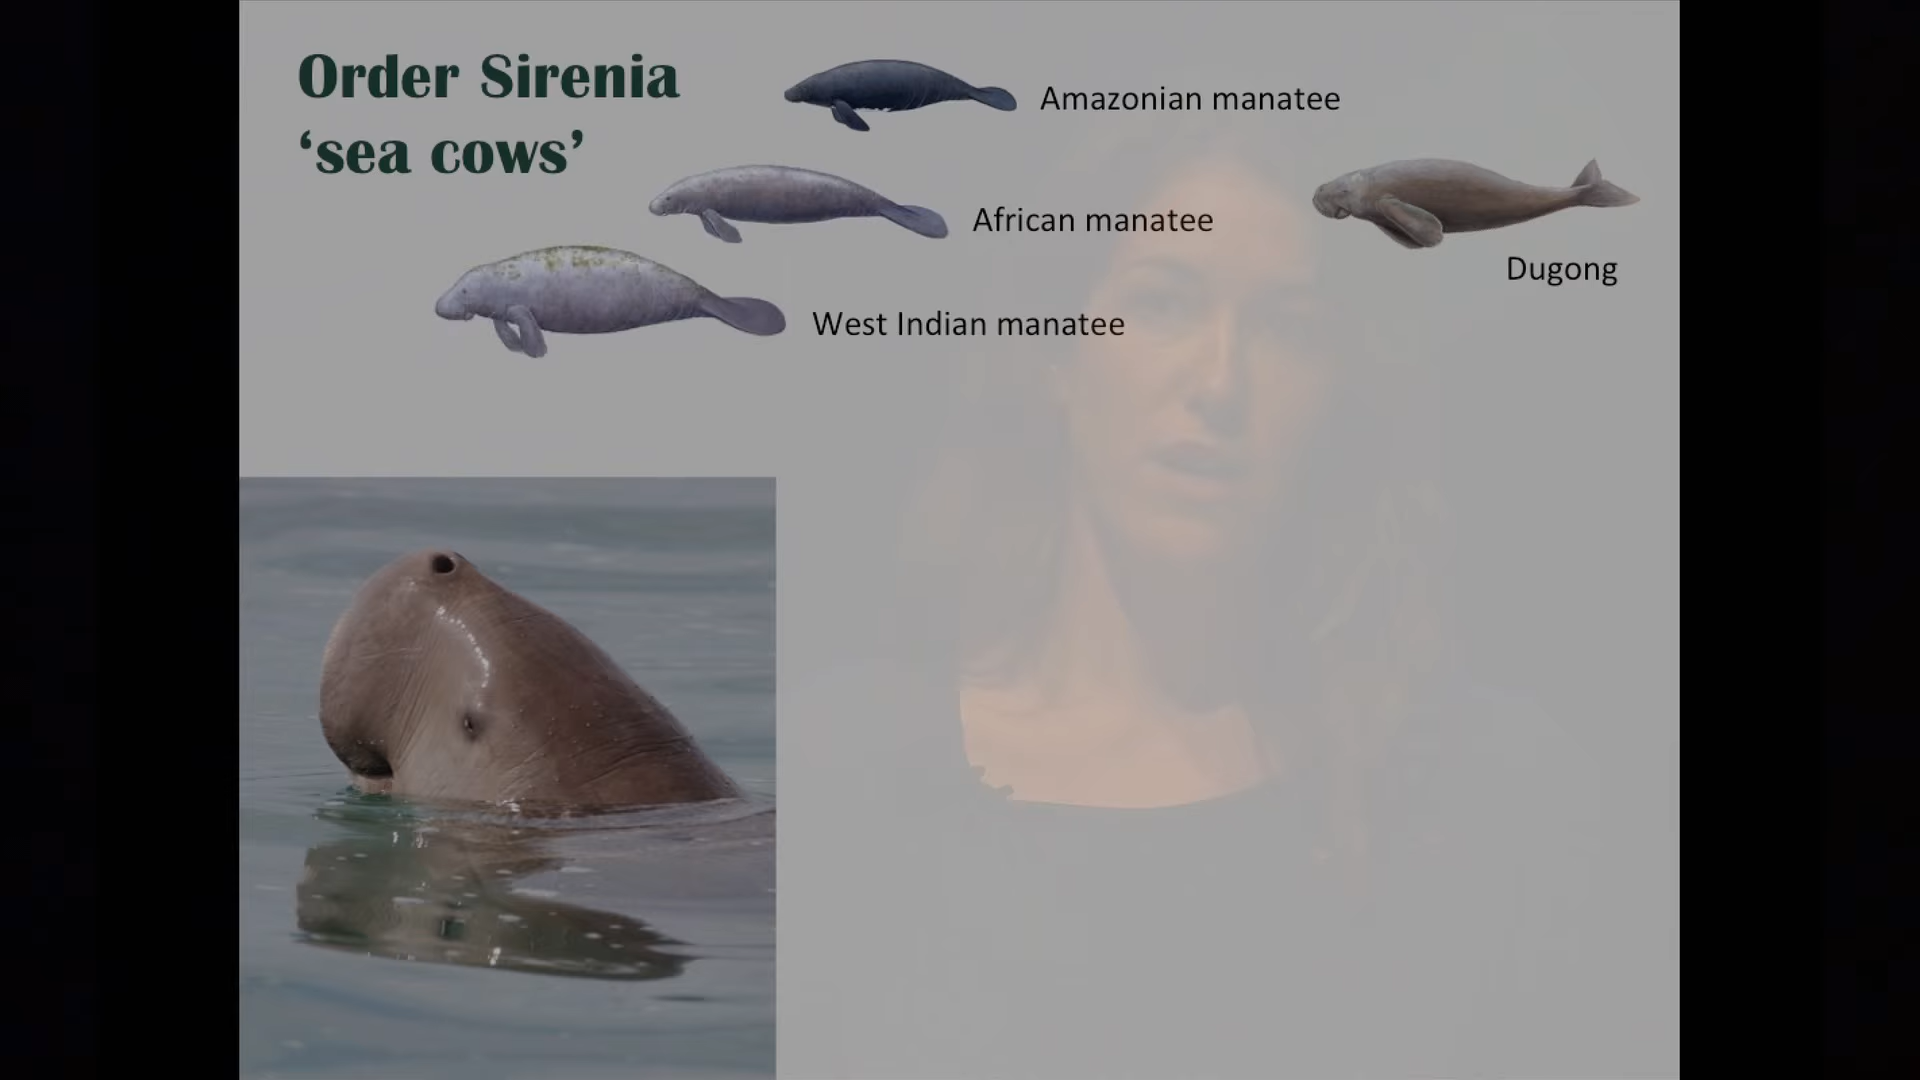 Order Sirenia
‘sea cows’
Amazonian manatee
African manatee
Dugong
West Indian manatee